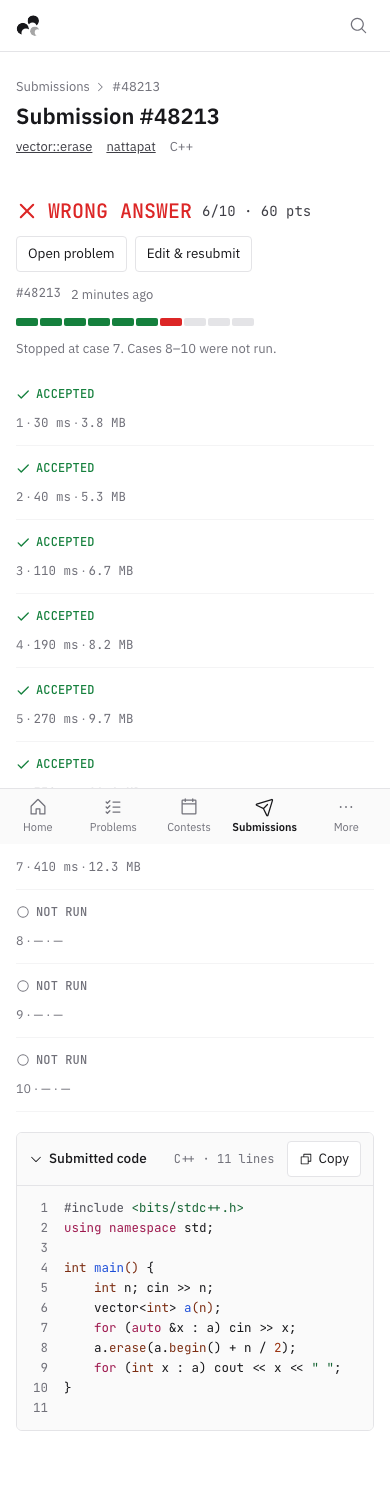 Submissions > #48213
Submission #48213
vector::erase nattapat C++
WRONG ANSWER 6/10 · 60 pts
Open problem Edit & resubmit
#48213 2 minutes ago
Stopped at case 7. Cases 8–10 were not run.
ACCEPTED
1 · 30 ms · 3.8 MB
ACCEPTED
2 · 40 ms · 5.3 MB
ACCEPTED
3 · 110 ms · 6.7 MB
ACCEPTED
4 · 190 ms · 8.2 MB
ACCEPTED
5 · 270 ms · 9.7 MB
ACCEPTED
Home Problems Contests Submissions More
7 · 410 ms · 12.3 MB
NOT RUN
8 · — · —
NOT RUN
9 · — · —
NOT RUN
10 · — · —
Submitted code C++ · 11 lines Copy
1 #include <bits/stdc++.h>
2 using namespace std;
3
4 int main() {
5     int n; cin >> n;
6     vector<int> a(n);
7     for (auto &x : a) cin >> x;
8     a.erase(a.begin() + n / 2);
9     for (int x : a) cout << x << " ";
10 }
11